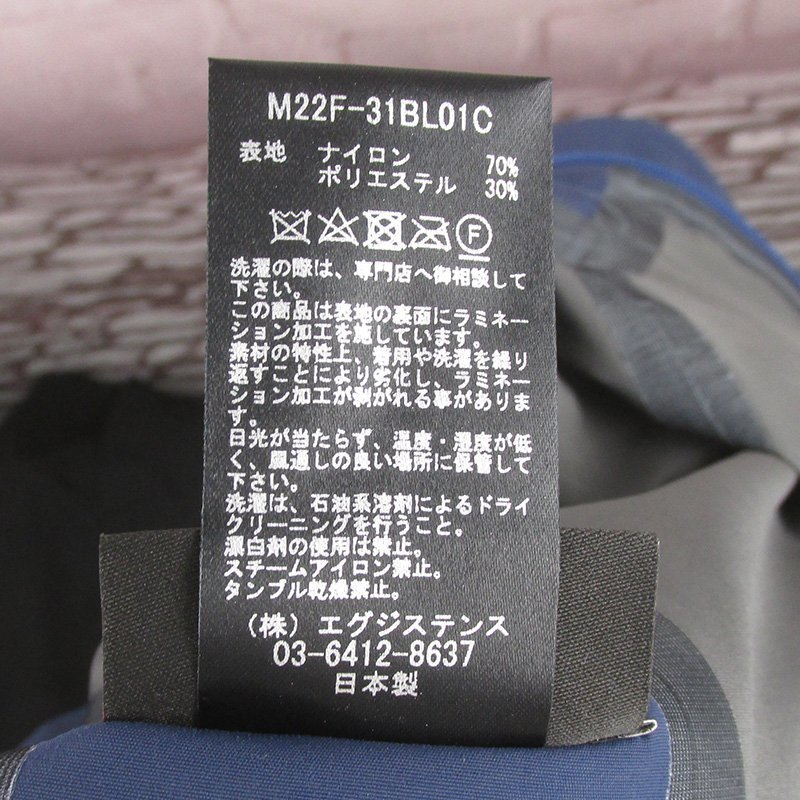 M22F-31BL01C
表地 ナイロン 70%
ポリエステル 30%
F
洗濯の際は、専門店へ御相談して
下さい。
この商品は表地の裏面にラミネー
ション加工を施しています。
素材の特性上、着用や洗濯を繰り
返すことにより劣化し、ラミネー
ション加工が剥がれる事がありま
す。
日光が当たらず、温度・湿度が低
く、風通しの良い場所に保管して
下さい。
洗濯は、石油系溶剤によるドライ
クリーニングを行うこと。
漂白剤の使用は禁止。
スチームアイロン禁止。
タンブル乾燥禁止。
（株）エグジステンス
03-6412-8637
日本製